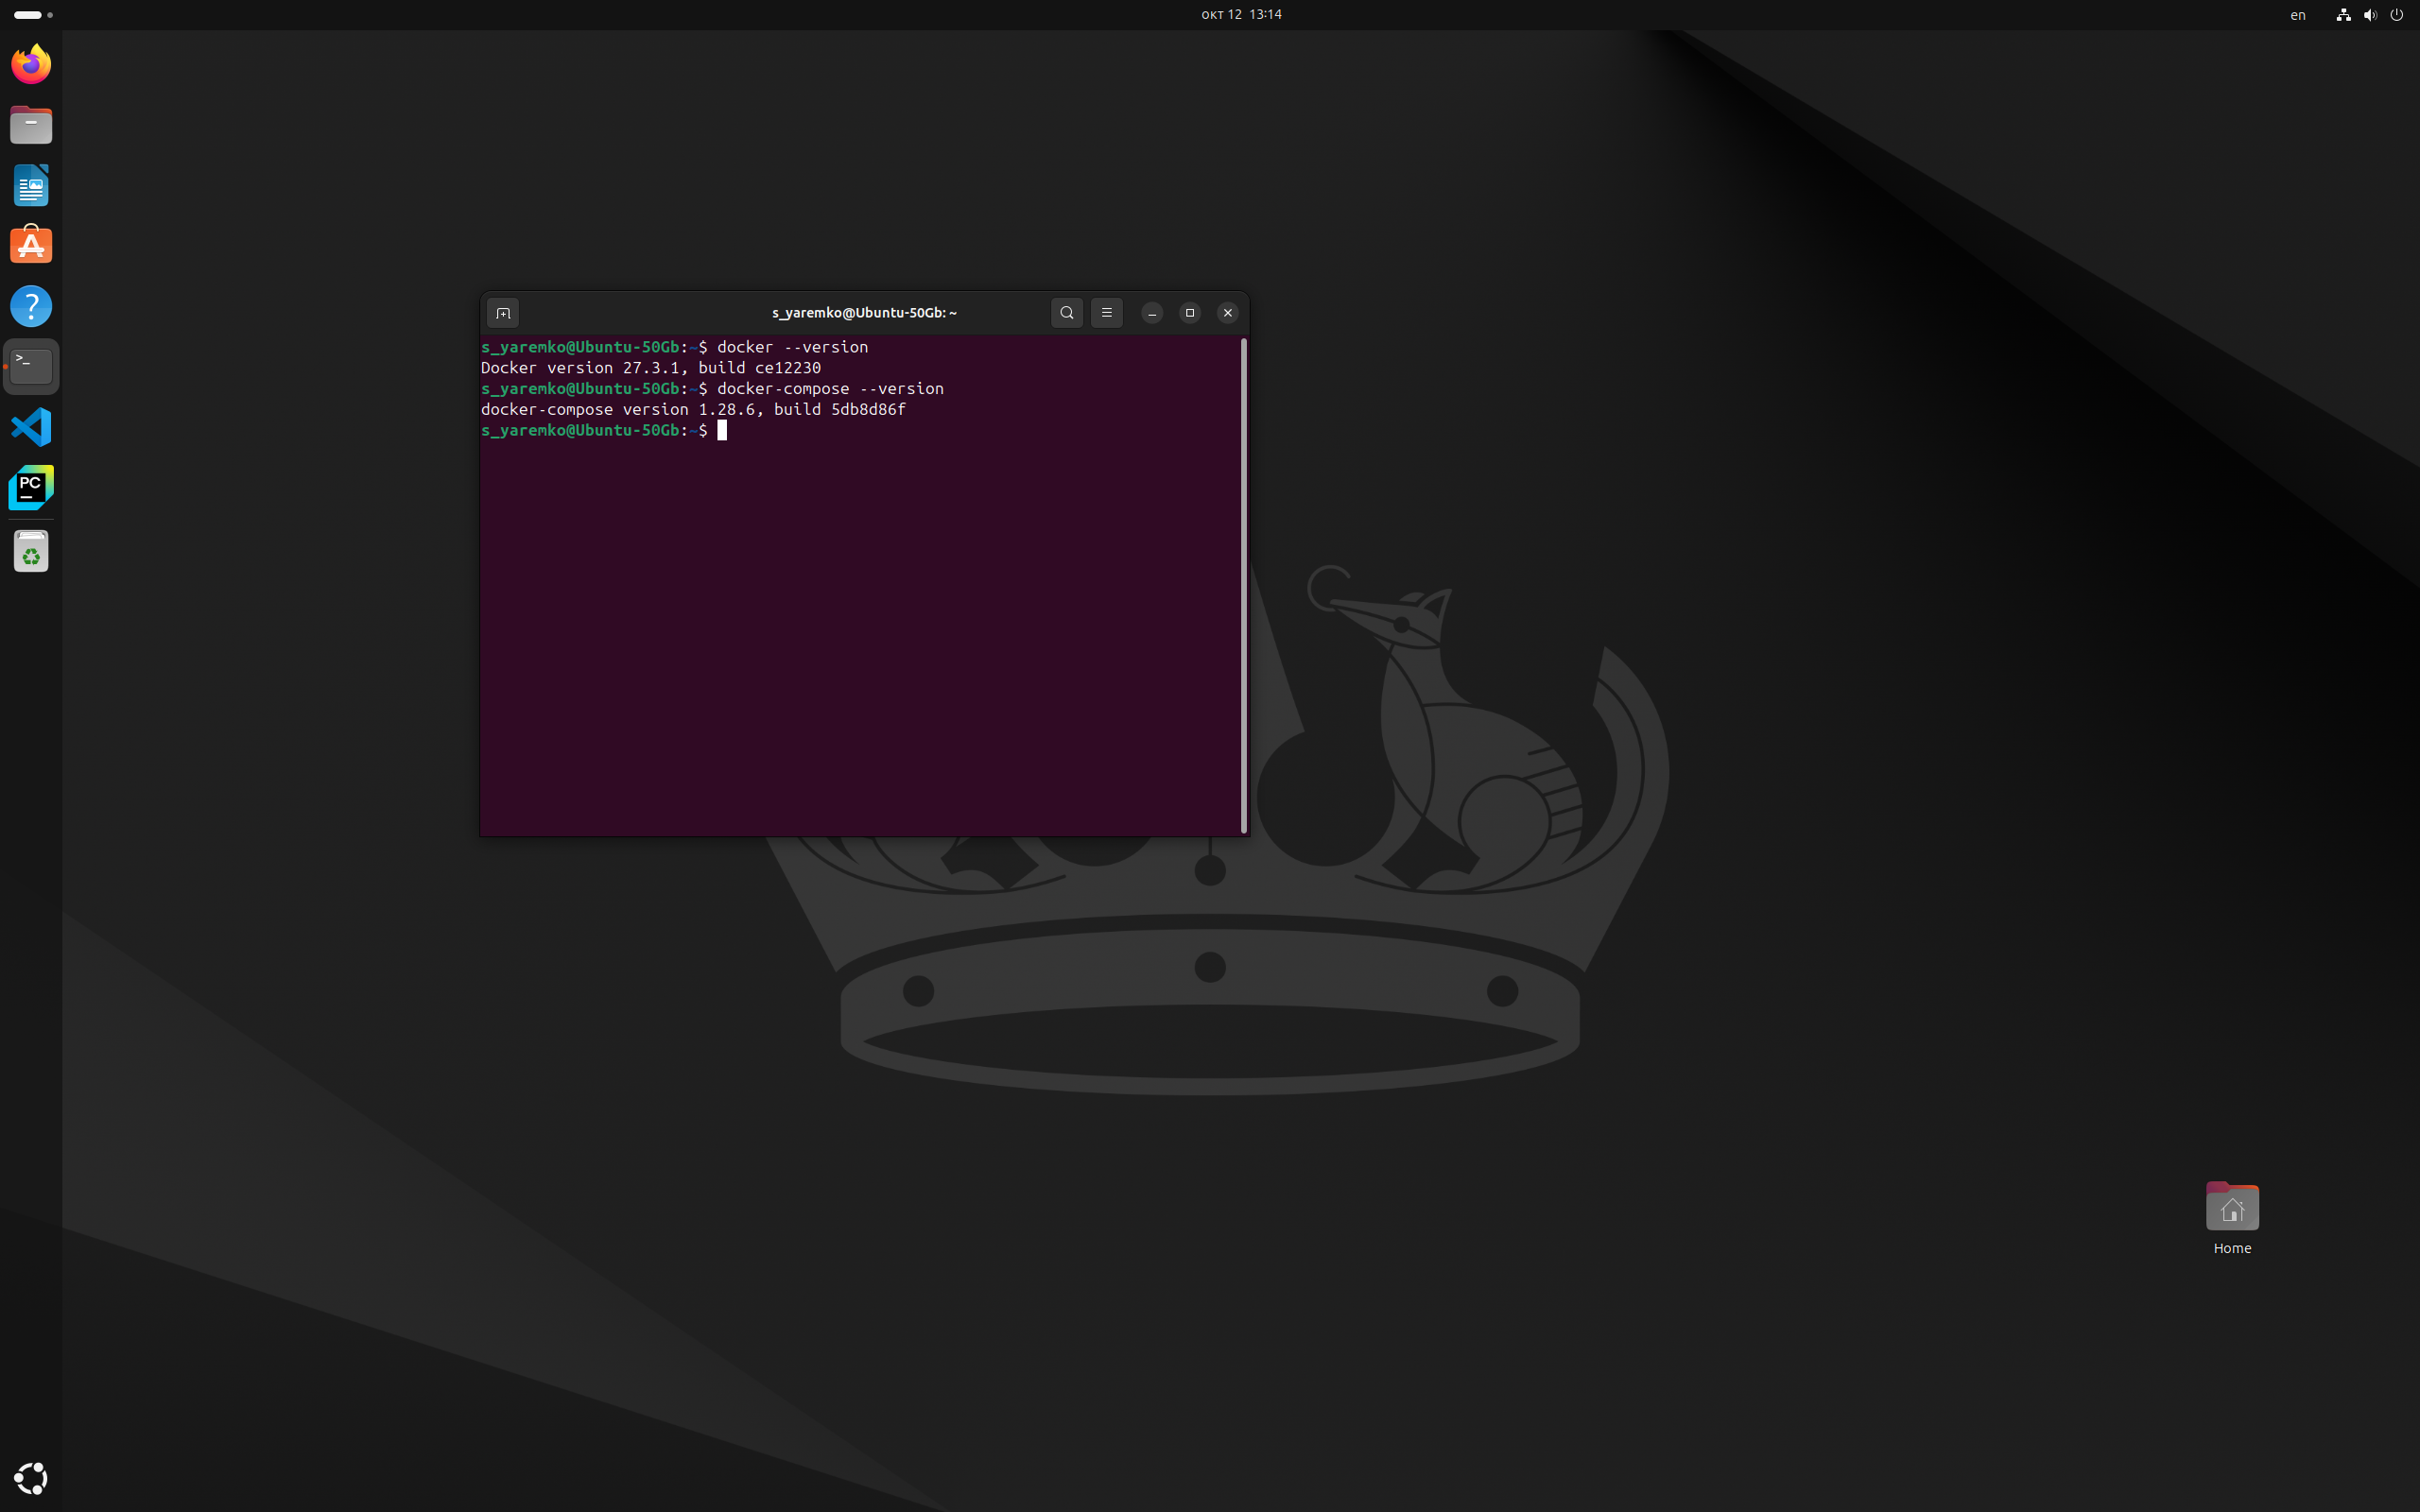 окт 12 13:14
en
s_yaremko@Ubuntu-50Gb: ~
s_yaremko@Ubuntu-50Gb:~$ docker --version
Docker version 27.3.1, build ce12230
s_yaremko@Ubuntu-50Gb:~$ docker-compose --version
docker-compose version 1.28.6, build 5db8d86f
s_yaremko@Ubuntu-50Gb:~$
PC
Home